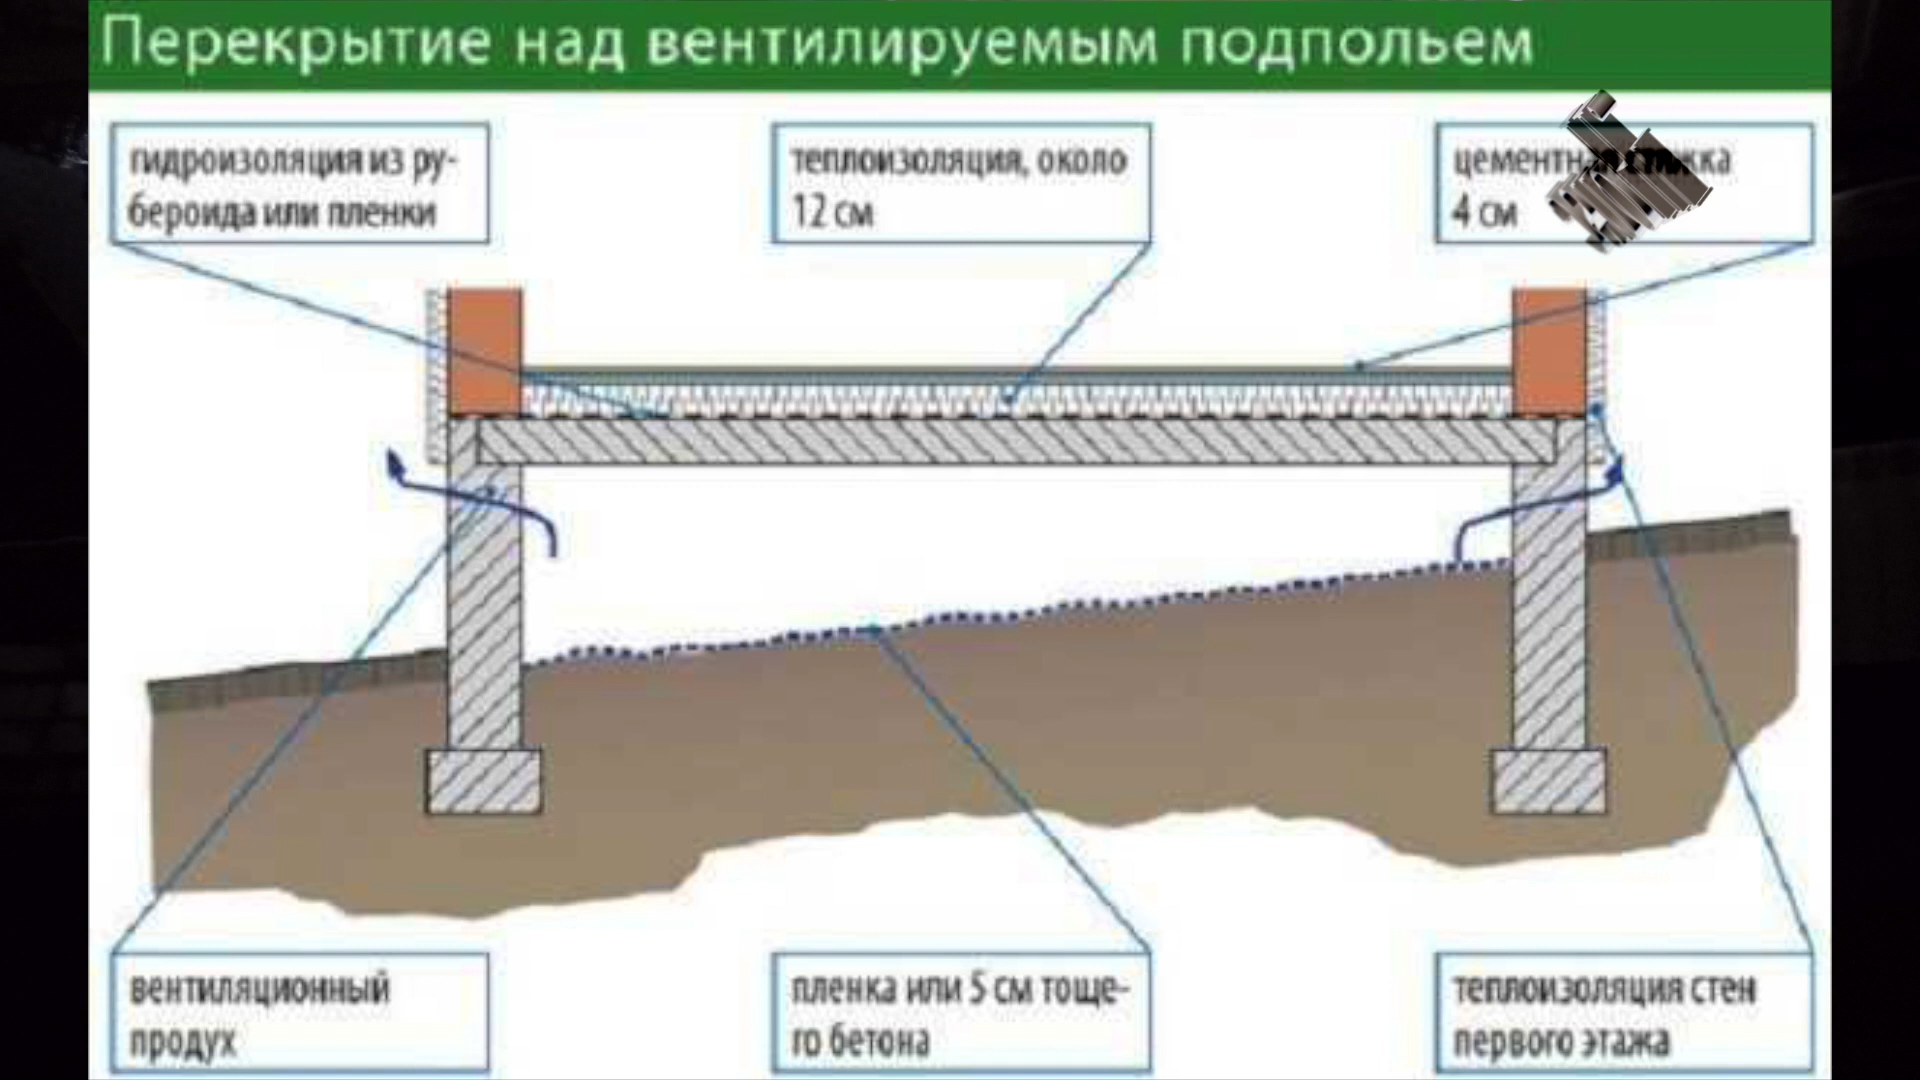 Перекрытие над вентилируемым подпольем
гидроизоляция из ру-
бероида или пленки
теплоизоляция, около
12 см
цементная стяжка
4 см
вентиляционный
продух
пленка или 5 см тоще-
го бетона
теплоизоляция стен
первого этажа